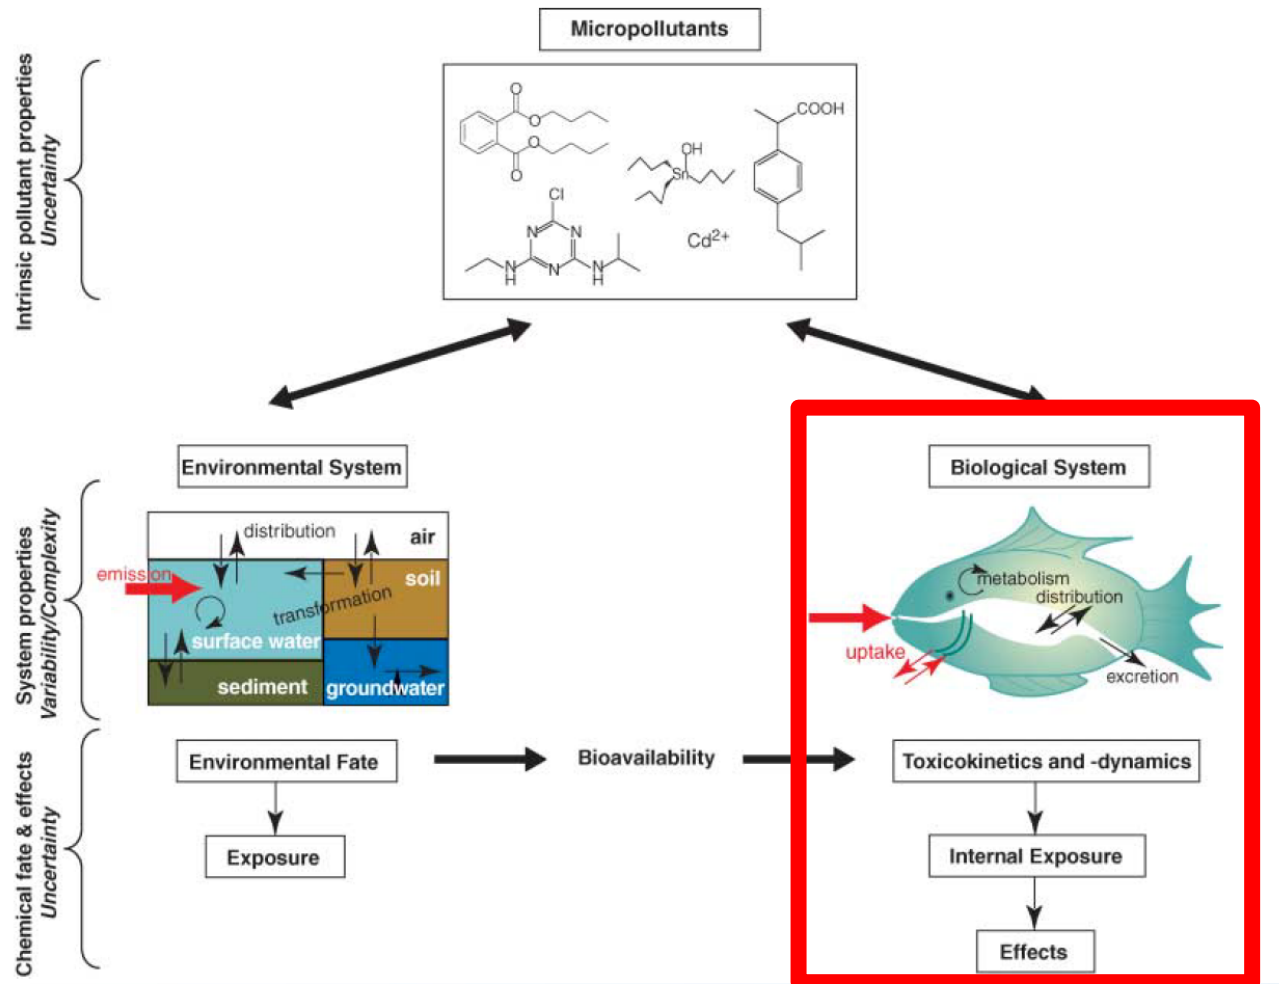 Micropollutants
Intrinsic pollutant properties
Uncertainty
O
O
O
O
OH
Sn
COOH
Cl
N
N
N
N
H
N
H
Cd2+
Environmental System
Biological System
System properties
Variability/Complexity
distribution
air
emission
soil
transformation
surface water
sediment
groundwater
metabolism
distribution
uptake
excretion
Chemical fate & effects
Uncertainty
Environmental Fate
Bioavailability
Toxicokinetics and -dynamics
Exposure
Internal Exposure
Effects